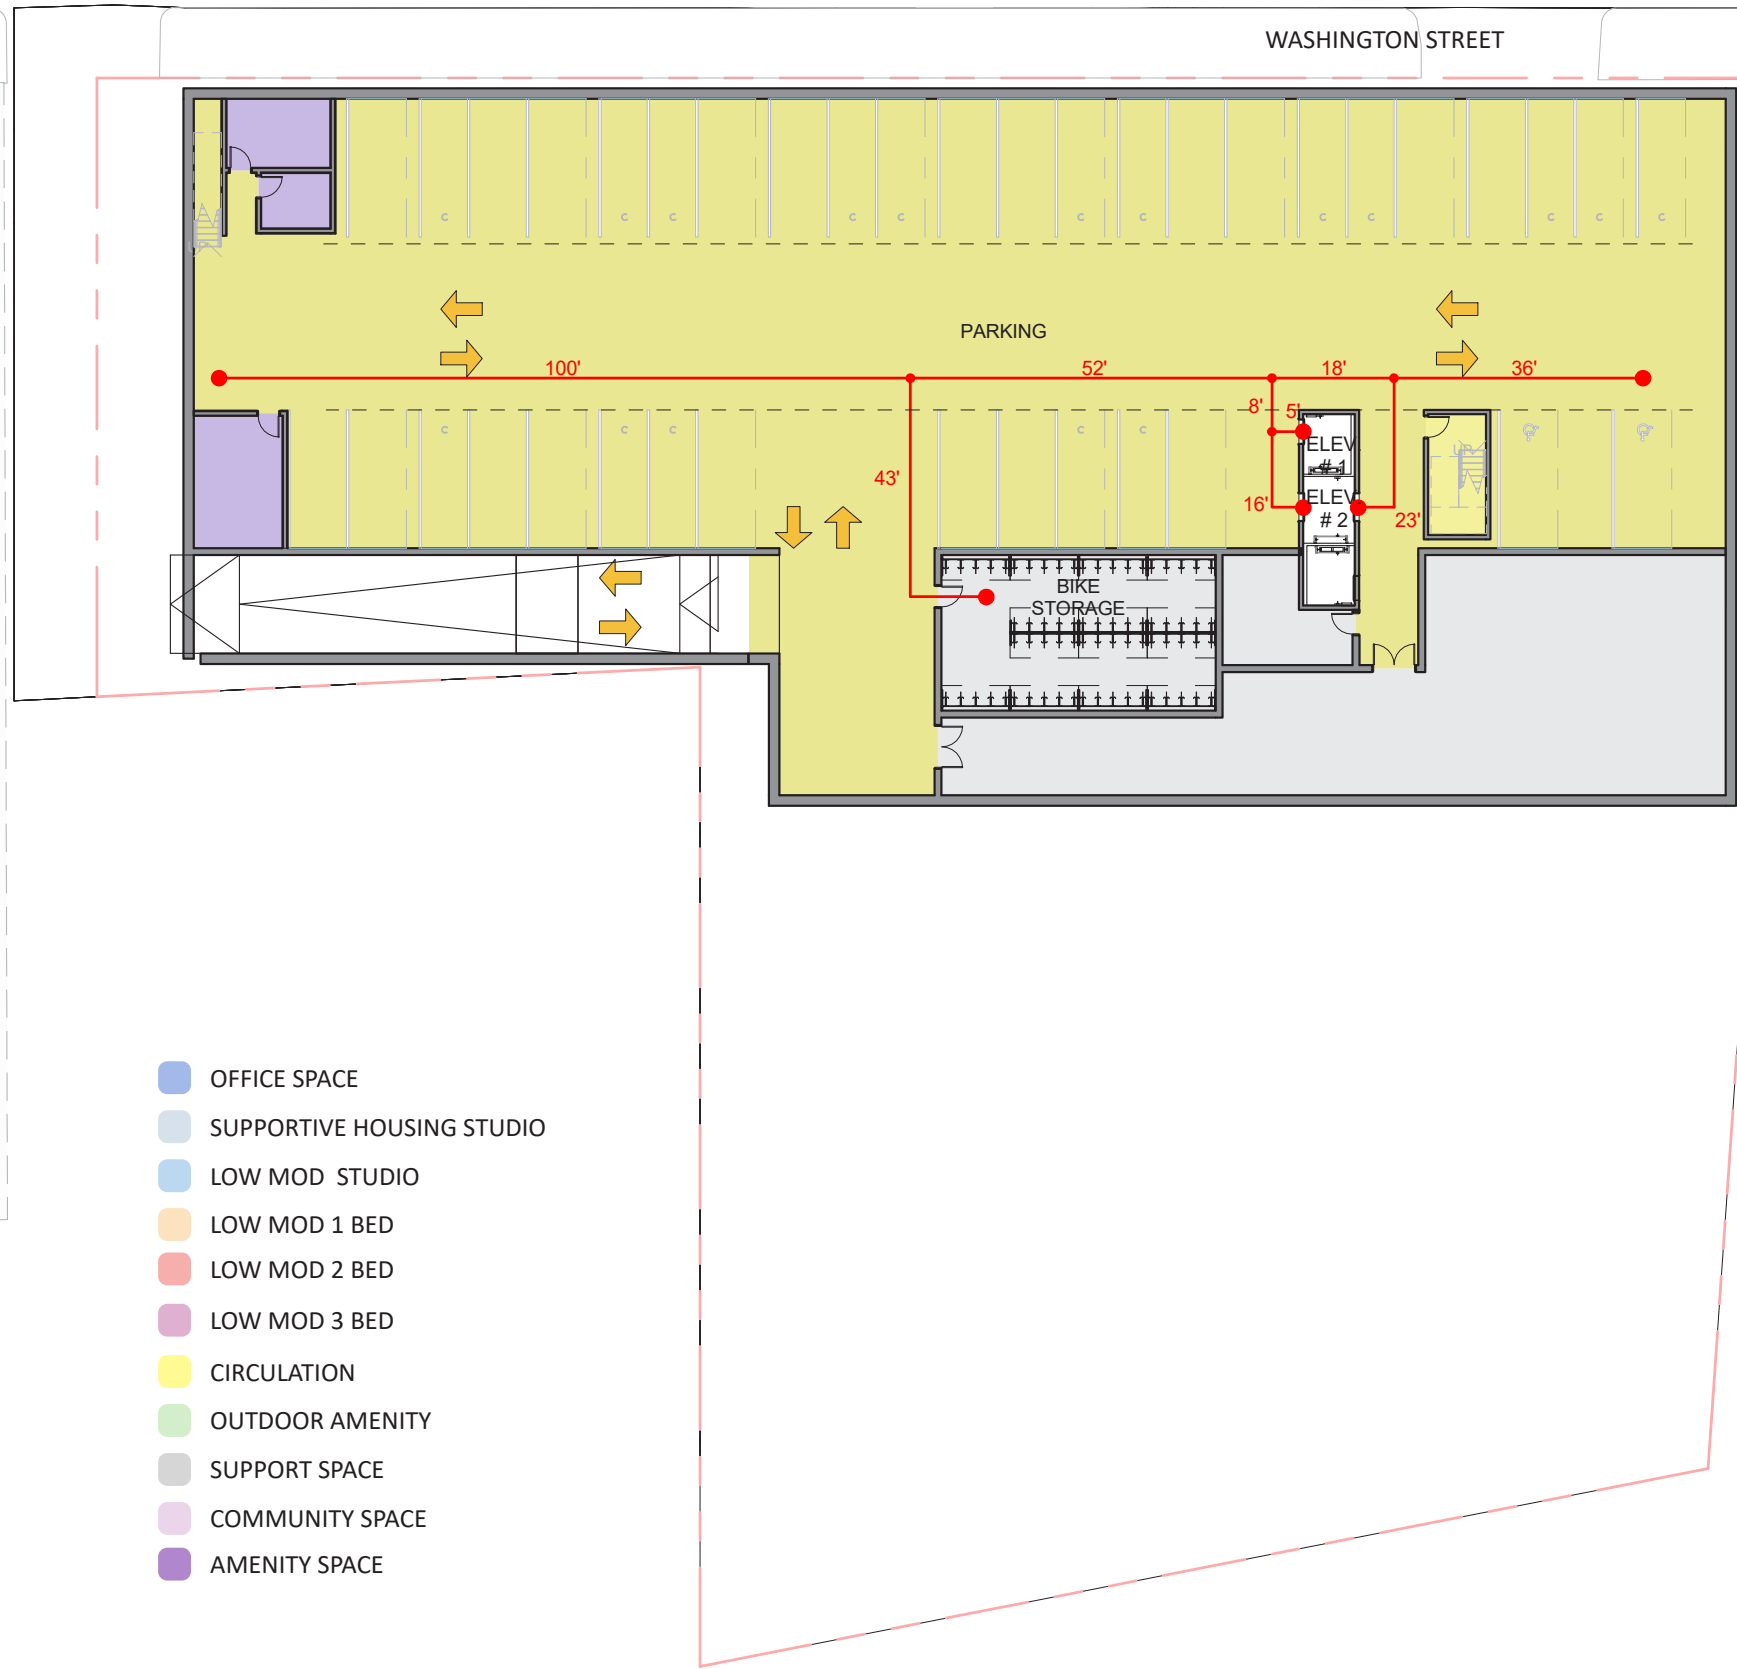 WASHINGTON STREET
C
C
C
C
C
C
C
C
C
C
C
C
PARKING
100'
52'
18'
36'
8'
5'
C
C
C
C
C
ELEV
# 1
43'
16'
ELEV
# 2
23'
BIKE
STORAGE
OFFICE SPACE
SUPPORTIVE HOUSING STUDIO
LOW MOD STUDIO
LOW MOD 1 BED
LOW MOD 2 BED
LOW MOD 3 BED
CIRCULATION
OUTDOOR AMENITY
SUPPORT SPACE
COMMUNITY SPACE
AMENITY SPACE